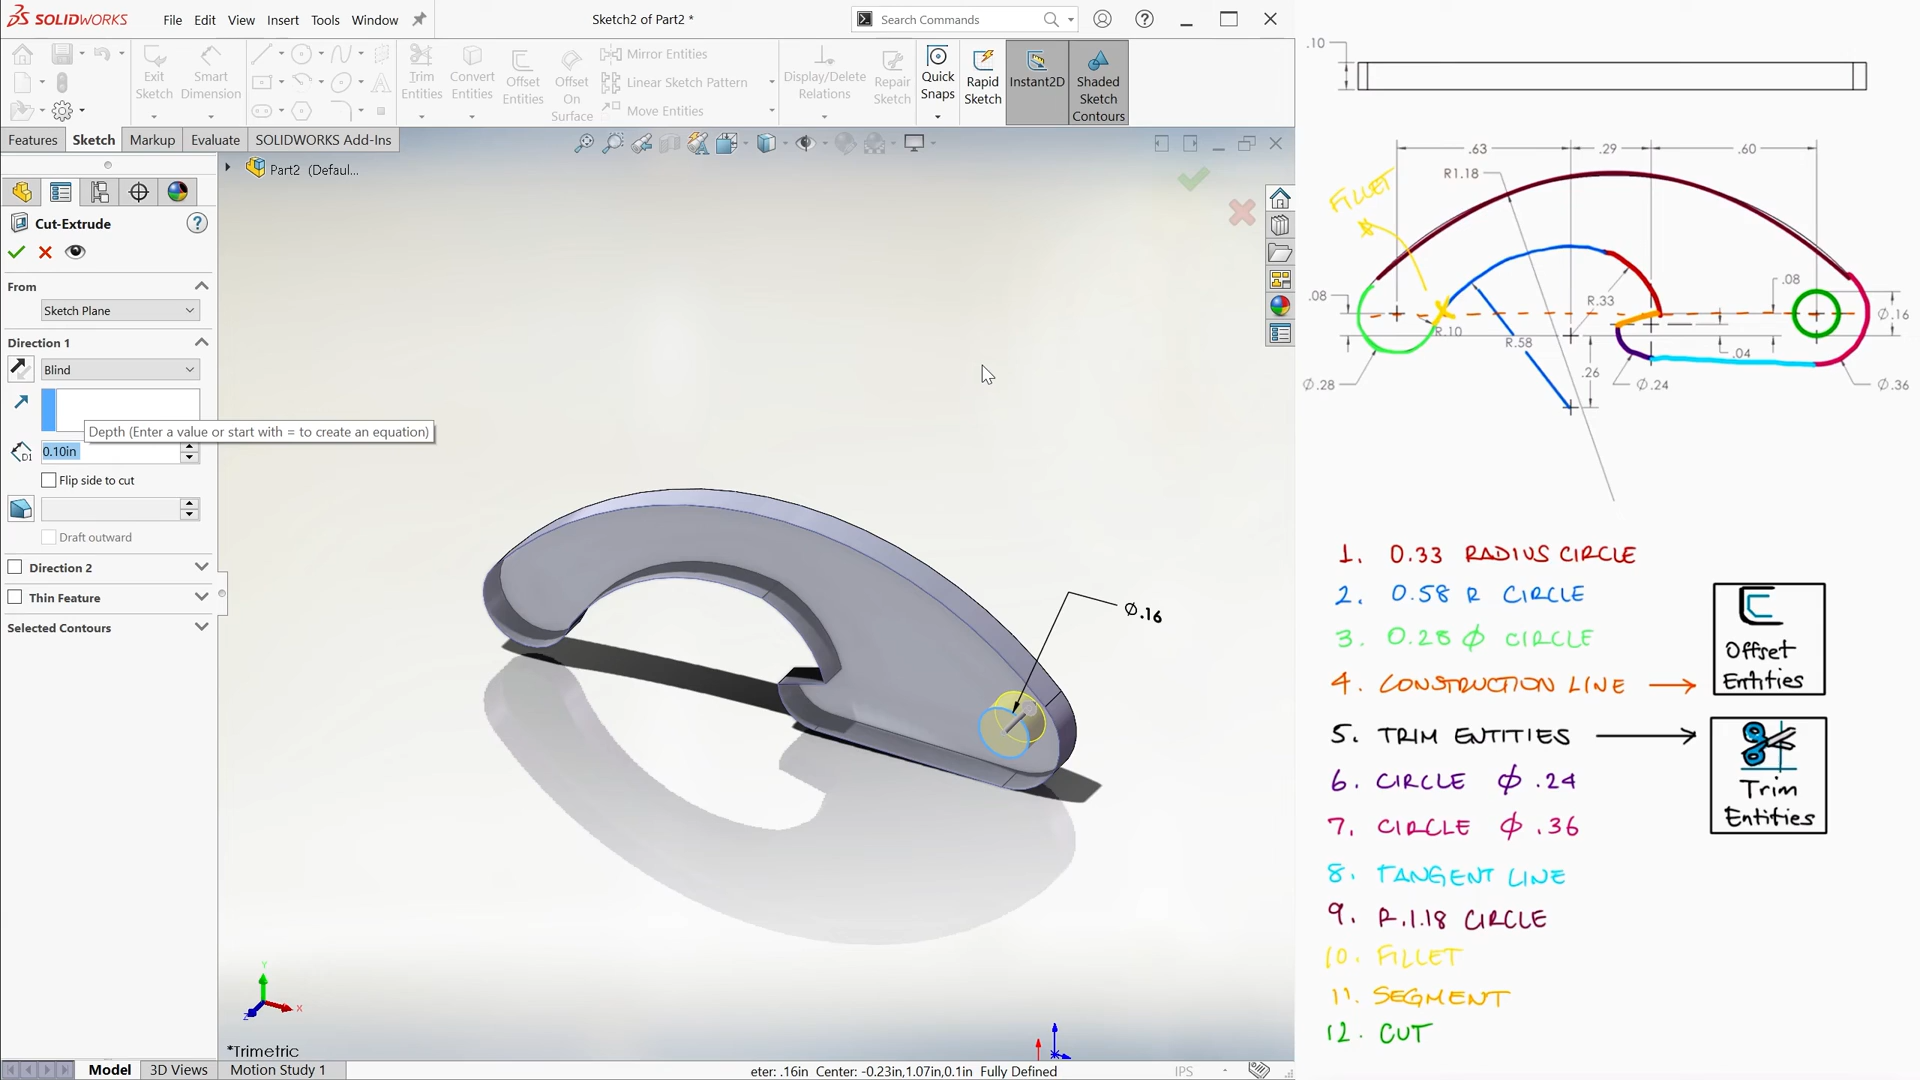 SOLIDWORKS File Edit View Insert Tools Window Sketch2 of Part2 * Search Commands
Exit Sketch Smart Dimension Trim Entities Convert Entities Offset Entities Offset On Surface Mirror Entities Linear Sketch Pattern Move Entities Display/Delete Relations Repair Sketch Quick Snaps Rapid Sketch Instant2D Shaded Sketch Contours
Features Sketch Markup Evaluate SOLIDWORKS Add-Ins
Part2 (Defaul...
Cut-Extrude
From
Sketch Plane
Direction 1
Blind
Depth (Enter a value or start with = to create an equation)
D1 0.10in
Flip side to cut
Draft outward
Direction 2
Thin Feature
Selected Contours
Ø.16
Y
X
Z
*Trimetric
Model 3D Views Motion Study 1
eter: .16in Center: -0.23in,1.07in,0.1in Fully Defined IPS
.10
.63 .29 .60
R1.18
FILLET
.08 .08
R.33
R.10 Ø.16
R.58 .04
.26
Ø.28 Ø.24 Ø.36
1. 0.33 RADIUS CIRCLE
2. 0.58 R CIRCLE
3. 0.28 Ø CIRCLE
4. CONSTRUCTION LINE
Offset Entities
5. TRIM ENTITIES
6. CIRCLE Ø .24
Trim Entities
7. CIRCLE Ø .36
8. TANGENT LINE
9. R.1.18 CIRCLE
10. FILLET
11. SEGMENT
12. CUT